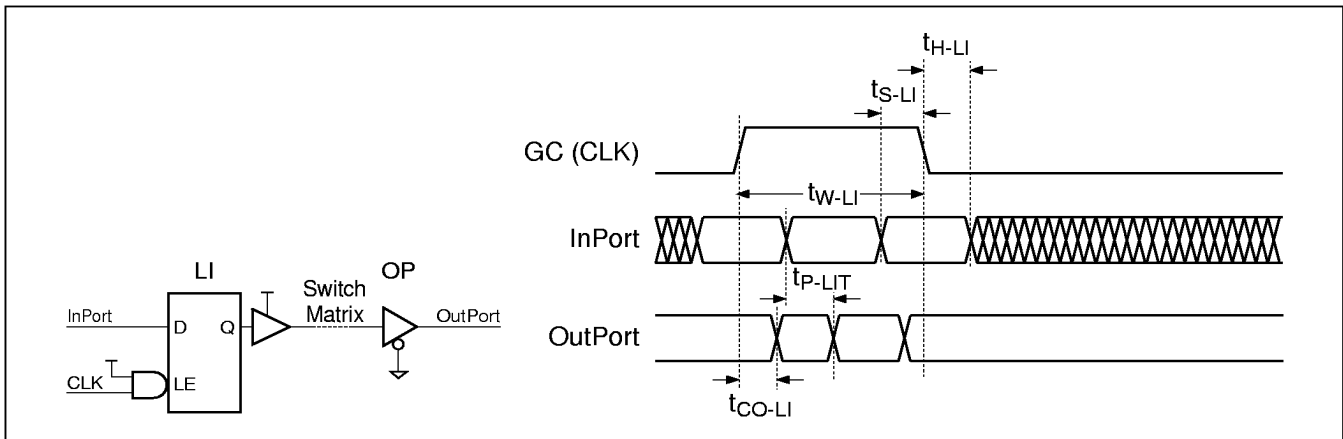 LI
OP
Switch
Matrix
InPort
D
Q
OutPort
CLK
LE
tH-LI
tS-LI
GC (CLK)
tW-LI
InPort
tP-LIT
OutPort
tCO-LI